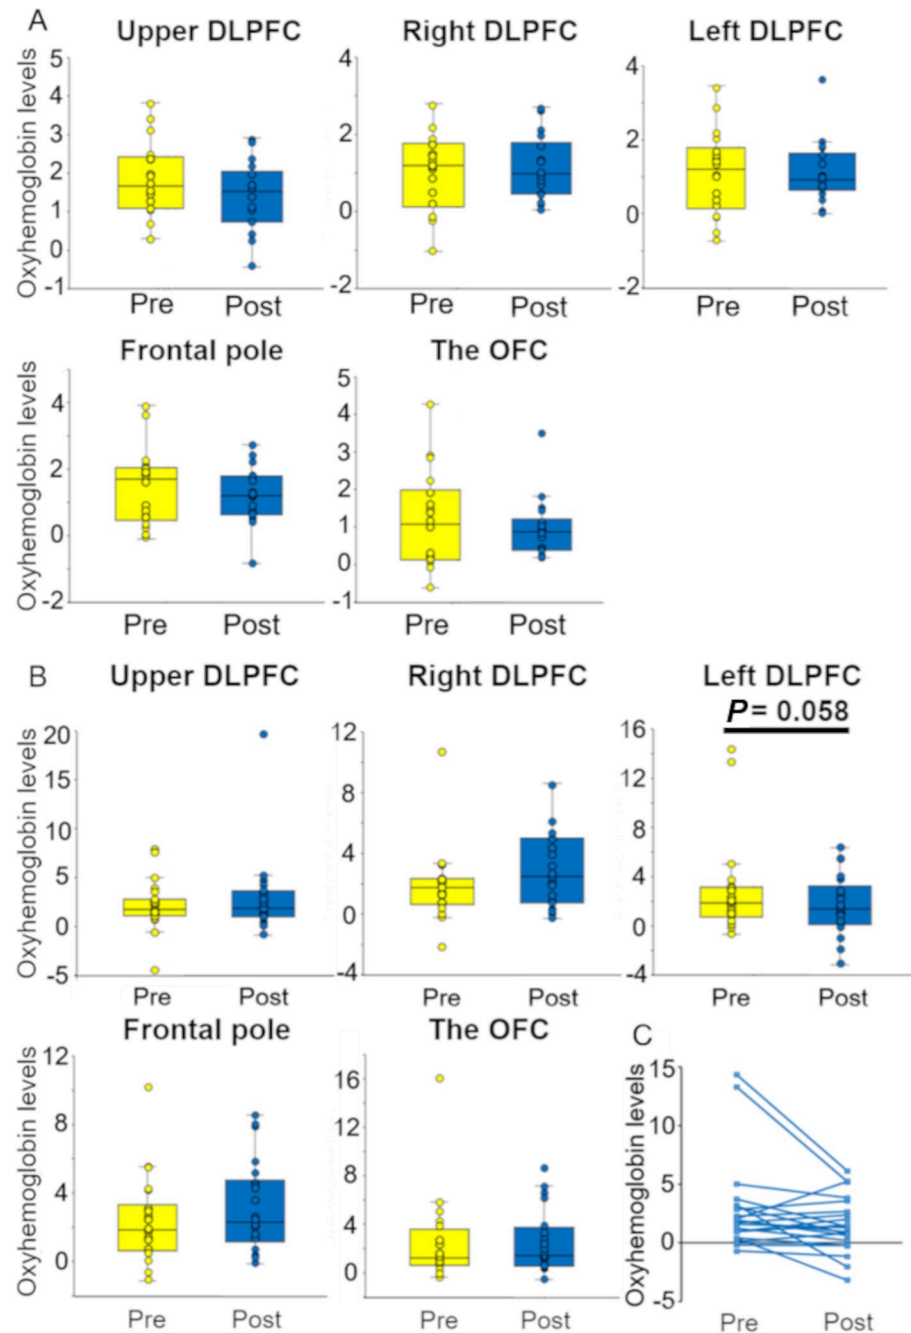 A
Upper DLPFC
Right DLPFC
Left DLPFC
Oxyhemoglobin levels
5
4
3
2
1
0
-1
Pre
Post
4
2
0
-2
Pre
Post
4
2
0
-2
Pre
Post
Frontal pole
The OFC
Oxyhemoglobin levels
4
2
0
-2
Pre
Post
5
4
3
2
1
0
-1
Pre
Post
B
Upper DLPFC
Right DLPFC
Left DLPFC
P = 0.058
Oxyhemoglobin levels
20
15
10
5
0
-5
Pre
Post
12
8
4
0
-4
Pre
Post
16
12
8
4
0
-4
Pre
Post
Frontal pole
The OFC
C
Oxyhemoglobin levels
12
8
4
0
Pre
Post
16
12
8
4
0
Pre
Post
Oxyhemoglobin levels
15
10
5
0
-5
Pre
Post